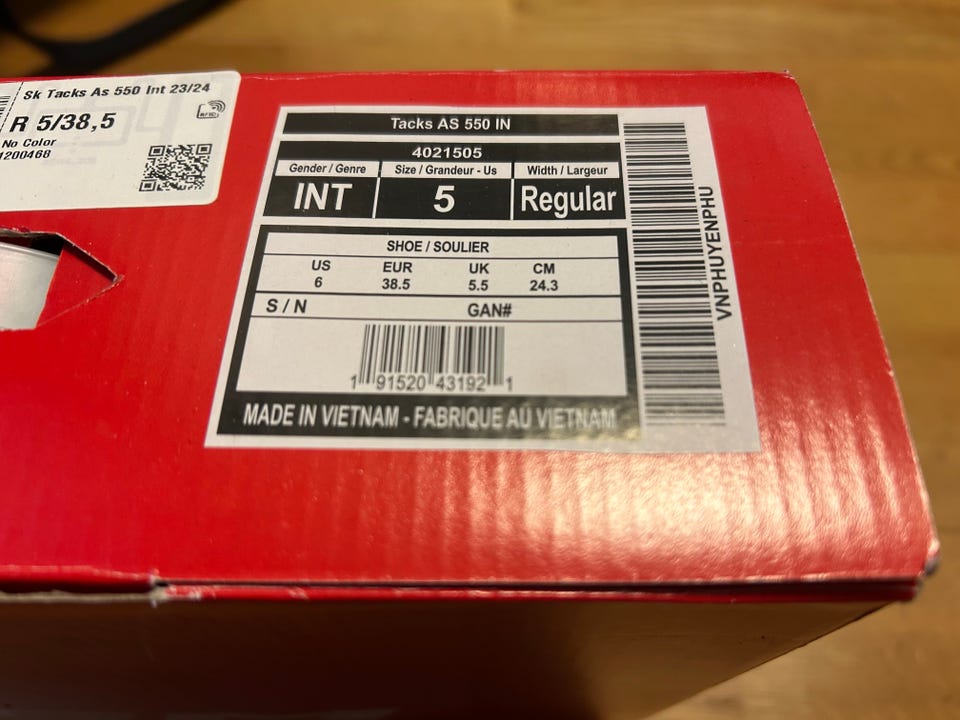 Sk Tacks As 550 Int 23/24
RFID
R 5/38,5
No Color
1200468
Tacks AS 550 IN
4021505
Gender / Genre Size / Grandeur - Us Width / Largeur
INT 5 Regular
SHOE / SOULIER
US EUR UK CM
6 38.5 5.5 24.3
S / N GAN#
1 91520 43192 1
MADE IN VIETNAM - FABRIQUE AU VIETNAM
VNPHUYENPHU